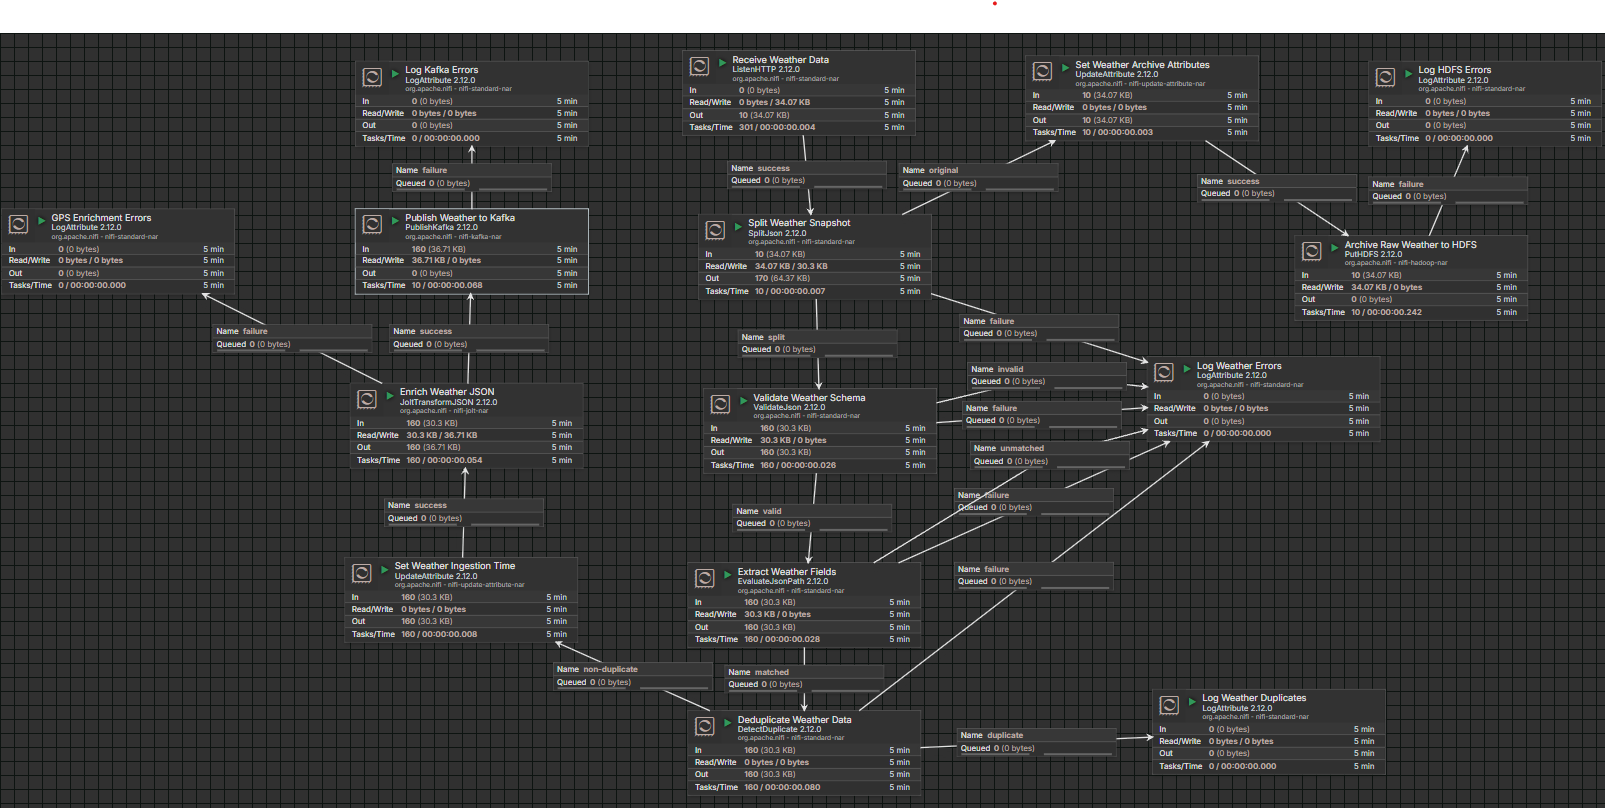 Log Kafka Errors
LogAttribute 2.12.0
org.apache.nifi - nifi-standard-nar
In 0 (0 bytes) 5 min
Read/Write 0 bytes / 0 bytes 5 min
Out 0 (0 bytes) 5 min
Tasks/Time 0 / 00:00:00.000 5 min
Receive Weather Data
ListenHTTP 2.12.0
org.apache.nifi - nifi-standard-nar
In 0 (0 bytes) 5 min
Read/Write 0 bytes / 34.07 KB 5 min
Out 10 (34.07 KB) 5 min
Tasks/Time 301 / 00:00:00.004 5 min
Set Weather Archive Attributes
UpdateAttribute 2.12.0
org.apache.nifi - nifi-update-attribute-nar
In 10 (34.07 KB) 5 min
Read/Write 0 bytes / 0 bytes 5 min
Out 10 (34.07 KB) 5 min
Tasks/Time 10 / 00:00:00.003 5 min
Log HDFS Errors
LogAttribute 2.12.0
org.apache.nifi - nifi-standard-nar
In 0 (0 bytes) 5 min
Read/Write 0 bytes / 0 bytes 5 min
Out 0 (0 bytes) 5 min
Tasks/Time 0 / 00:00:00.000 5 min
Name failure
Queued 0 (0 bytes)
Name success
Queued 0 (0 bytes)
Name original
Queued 0 (0 bytes)
Name success
Queued 0 (0 bytes)
Name failure
Queued 0 (0 bytes)
GPS Enrichment Errors
LogAttribute 2.12.0
org.apache.nifi - nifi-standard-nar
In 0 (0 bytes) 5 min
Read/Write 0 bytes / 0 bytes 5 min
Out 0 (0 bytes) 5 min
Tasks/Time 0 / 00:00:00.000 5 min
Publish Weather to Kafka
PublishKafka 2.12.0
org.apache.nifi - nifi-kafka-nar
In 160 (36.71 KB) 5 min
Read/Write 36.71 KB / 0 bytes 5 min
Out 0 (0 bytes) 5 min
Tasks/Time 10 / 00:00:00.068 5 min
Split Weather Snapshot
SplitJson 2.12.0
org.apache.nifi - nifi-standard-nar
In 10 (34.07 KB) 5 min
Read/Write 34.07 KB / 30.3 KB 5 min
Out 170 (64.37 KB) 5 min
Tasks/Time 10 / 00:00:00.007 5 min
Archive Raw Weather to HDFS
PutHDFS 2.12.0
org.apache.nifi - nifi-hadoop-nar
In 10 (34.07 KB) 5 min
Read/Write 34.07 KB / 0 bytes 5 min
Out 0 (0 bytes) 5 min
Tasks/Time 10 / 00:00:00.242 5 min
Name failure
Queued 0 (0 bytes)
Name success
Queued 0 (0 bytes)
Name split
Queued 0 (0 bytes)
Name failure
Queued 0 (0 bytes)
Name invalid
Queued 0 (0 bytes)
Name failure
Queued 0 (0 bytes)
Name unmatched
Queued 0 (0 bytes)
Log Weather Errors
LogAttribute 2.12.0
org.apache.nifi - nifi-standard-nar
In 0 (0 bytes) 5 min
Read/Write 0 bytes / 0 bytes 5 min
Out 0 (0 bytes) 5 min
Tasks/Time 0 / 00:00:00.000 5 min
Enrich Weather JSON
JoltTransformJSON 2.12.0
org.apache.nifi - nifi-jolt-nar
In 160 (30.3 KB) 5 min
Read/Write 30.3 KB / 36.71 KB 5 min
Out 160 (36.71 KB) 5 min
Tasks/Time 160 / 00:00:00.054 5 min
Validate Weather Schema
ValidateJson 2.12.0
org.apache.nifi - nifi-standard-nar
In 160 (30.3 KB) 5 min
Read/Write 30.3 KB / 0 bytes 5 min
Out 160 (30.3 KB) 5 min
Tasks/Time 160 / 00:00:00.026 5 min
Name success
Queued 0 (0 bytes)
Name valid
Queued 0 (0 bytes)
Name failure
Queued 0 (0 bytes)
Set Weather Ingestion Time
UpdateAttribute 2.12.0
org.apache.nifi - nifi-update-attribute-nar
In 160 (30.3 KB) 5 min
Read/Write 0 bytes / 0 bytes 5 min
Out 160 (30.3 KB) 5 min
Tasks/Time 160 / 00:00:00.008 5 min
Extract Weather Fields
EvaluateJsonPath 2.12.0
org.apache.nifi - nifi-standard-nar
In 160 (30.3 KB) 5 min
Read/Write 30.3 KB / 0 bytes 5 min
Out 160 (30.3 KB) 5 min
Tasks/Time 160 / 00:00:00.028 5 min
Name failure
Queued 0 (0 bytes)
Name non-duplicate
Queued 0 (0 bytes)
Name matched
Queued 0 (0 bytes)
Deduplicate Weather Data
DetectDuplicate 2.12.0
org.apache.nifi - nifi-standard-nar
In 160 (30.3 KB) 5 min
Read/Write 0 bytes / 0 bytes 5 min
Out 160 (30.3 KB) 5 min
Tasks/Time 160 / 00:00:00.080 5 min
Name duplicate
Queued 0 (0 bytes)
Log Weather Duplicates
LogAttribute 2.12.0
org.apache.nifi - nifi-standard-nar
In 0 (0 bytes) 5 min
Read/Write 0 bytes / 0 bytes 5 min
Out 0 (0 bytes) 5 min
Tasks/Time 0 / 00:00:00.000 5 min